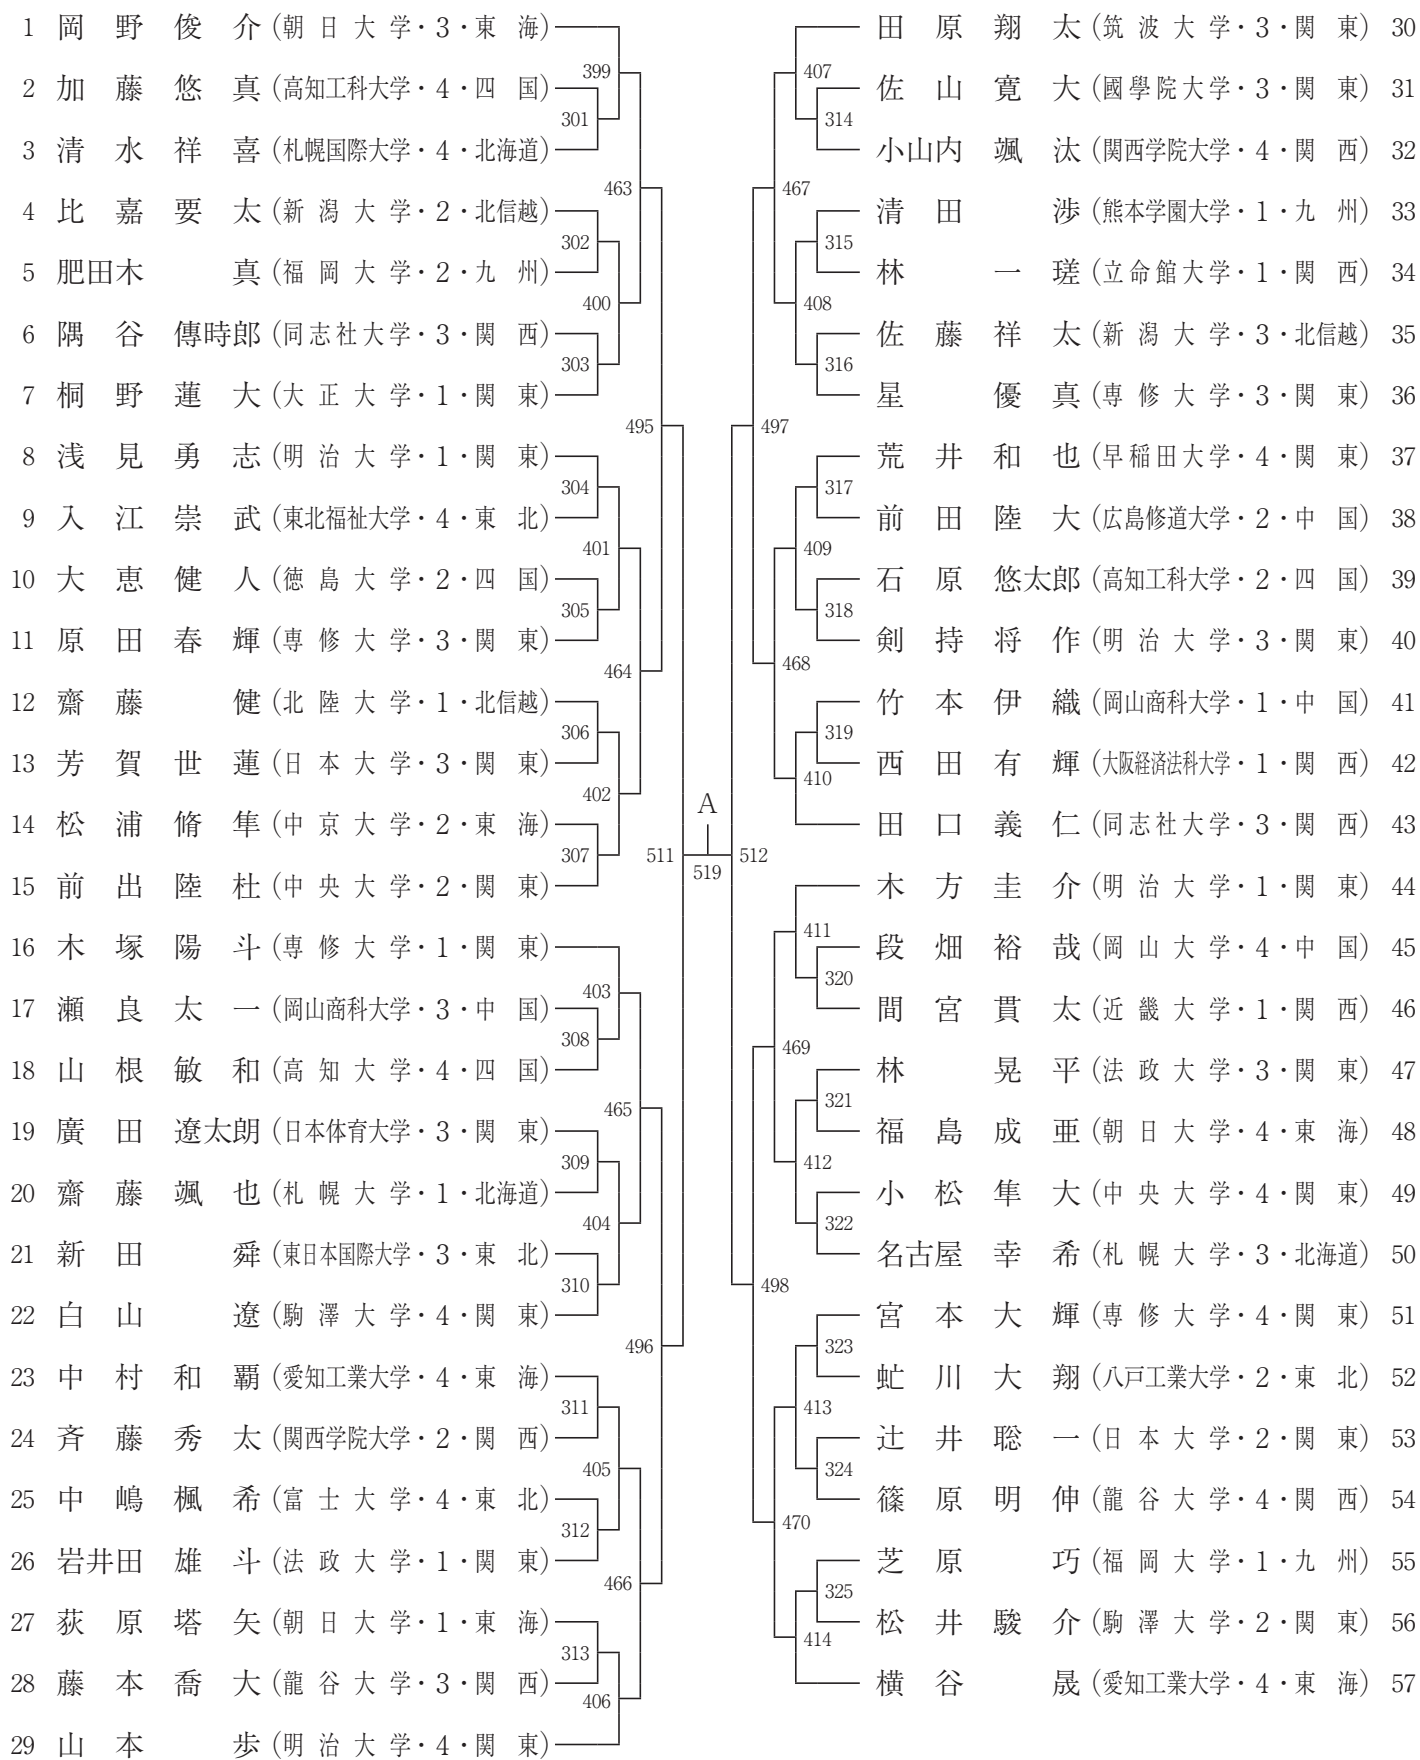 1 岡野俊介(朝日大学・3・東海)
399
2 加藤悠真(高知工科大学・4・四国)
301
3 清水祥喜(札幌国際大学・4・北海道)
463
4 比嘉要太(新潟大学・2・北信越)
302
5 肥田木真(福岡大学・2・九州)
400
6 隅谷傳時郎(同志社大学・3・関西)
303
7 桐野蓮大(大正大学・1・関東)
495
8 浅見勇志(明治大学・1・関東)
304
9 入江崇武(東北福祉大学・4・東北)
401
10 大恵健人(徳島大学・2・四国)
305
11 原田春輝(専修大学・3・関東)
464
12 齋藤健(北陸大学・1・北信越)
306
13 芳賀世蓮(日本大学・3・関東)
402
14 松浦脩隼(中京大学・2・東海)
307
511
15 前出陸杜(中央大学・2・関東)
16 木塚陽斗(専修大学・1・関東)
403
17 瀬良太一(岡山商科大学・3・中国)
308
18 山根敏和(高知大学・4・四国)
465
19 廣田遼太朗(日本体育大学・3・関東)
309
20 齋藤颯也(札幌大学・1・北海道)
404
21 新田舜(東日本国際大学・3・東北)
310
22 白山遼(駒澤大学・4・関東)
496
23 中村和覇(愛知工業大学・4・東海)
311
24 斉藤秀太(関西学院大学・2・関西)
405
25 中嶋楓希(富士大学・4・東北)
312
26 岩井田雄斗(法政大学・1・関東)
466
27 荻原塔矢(朝日大学・1・東海)
313
28 藤本喬大(龍谷大学・3・関西)
406
29 山本歩(明治大学・4・関東)
A
519
田原翔太(筑波大学・3・関東) 30
407
佐山寛大(國學院大学・3・関東) 31
314
小山内颯汰(関西学院大学・4・関西) 32
467
清田渉(熊本学園大学・1・九州) 33
315
林一瑳(立命館大学・1・関西) 34
408
佐藤祥太(新潟大学・3・北信越) 35
316
星優真(専修大学・3・関東) 36
497
荒井和也(早稲田大学・4・関東) 37
317
前田陸大(広島修道大学・2・中国) 38
409
石原悠太郎(高知工科大学・2・四国) 39
318
剣持将作(明治大学・3・関東) 40
468
竹本伊織(岡山商科大学・1・中国) 41
319
西田有輝(大阪経済法科大学・1・関西) 42
410
田口義仁(同志社大学・3・関西) 43
512
木方圭介(明治大学・1・関東) 44
411
段畑裕哉(岡山大学・4・中国) 45
320
間宮貫太(近畿大学・1・関西) 46
469
林晃平(法政大学・3・関東) 47
321
福島成亜(朝日大学・4・東海) 48
412
小松隼大(中央大学・4・関東) 49
322
名古屋幸希(札幌大学・3・北海道) 50
498
宮本大輝(専修大学・4・関東) 51
323
虻川大翔(八戸工業大学・2・東北) 52
413
辻井聡一(日本大学・2・関東) 53
324
篠原明伸(龍谷大学・4・関西) 54
470
芝原巧(福岡大学・1・九州) 55
325
松井駿介(駒澤大学・2・関東) 56
414
横谷晟(愛知工業大学・4・東海) 57